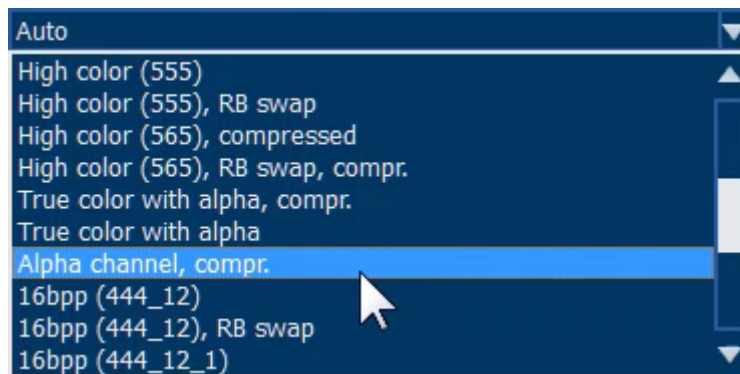 Auto
High color (555)
High color (555), RB swap
High color (565), compressed
High color (565), RB swap, compr.
True color with alpha, compr.
True color with alpha
Alpha channel, compr.
16bpp (444_12)
16bpp (444_12), RB swap
16bpp (444_12_1)